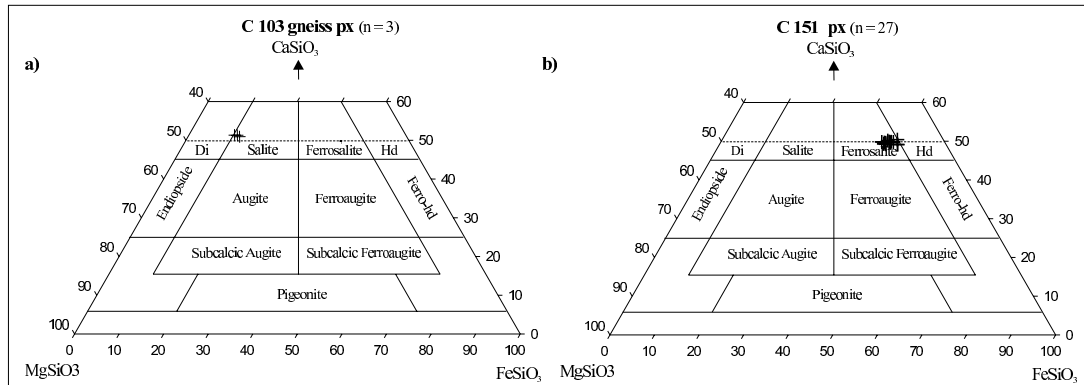 C 103 gneiss px (n = 3)
CaSiO₃
a)
40
60
50
50
Di
Salite
Ferrosalite
Hd
60
40
Endiopside
Augite
Ferroaugite
Ferro-hd
70
30
80
20
Subcalcic Augite
Subcalcic Ferroaugite
90
10
Pigeonite
100
0
0
10
20
30
40
50
60
70
80
90
100
MgSiO3
FeSiO₃
C 151 px (n = 27)
CaSiO₃
b)
40
60
50
50
Di
Salite
Ferrosalite
Hd
60
40
Endiopside
Augite
Ferroaugite
Ferro-hd
70
30
80
20
Subcalcic Augite
Subcalcic Ferroaugite
90
10
Pigeonite
100
0
0
10
20
30
40
50
60
70
80
90
100
MgSiO₃
FeSiO₃